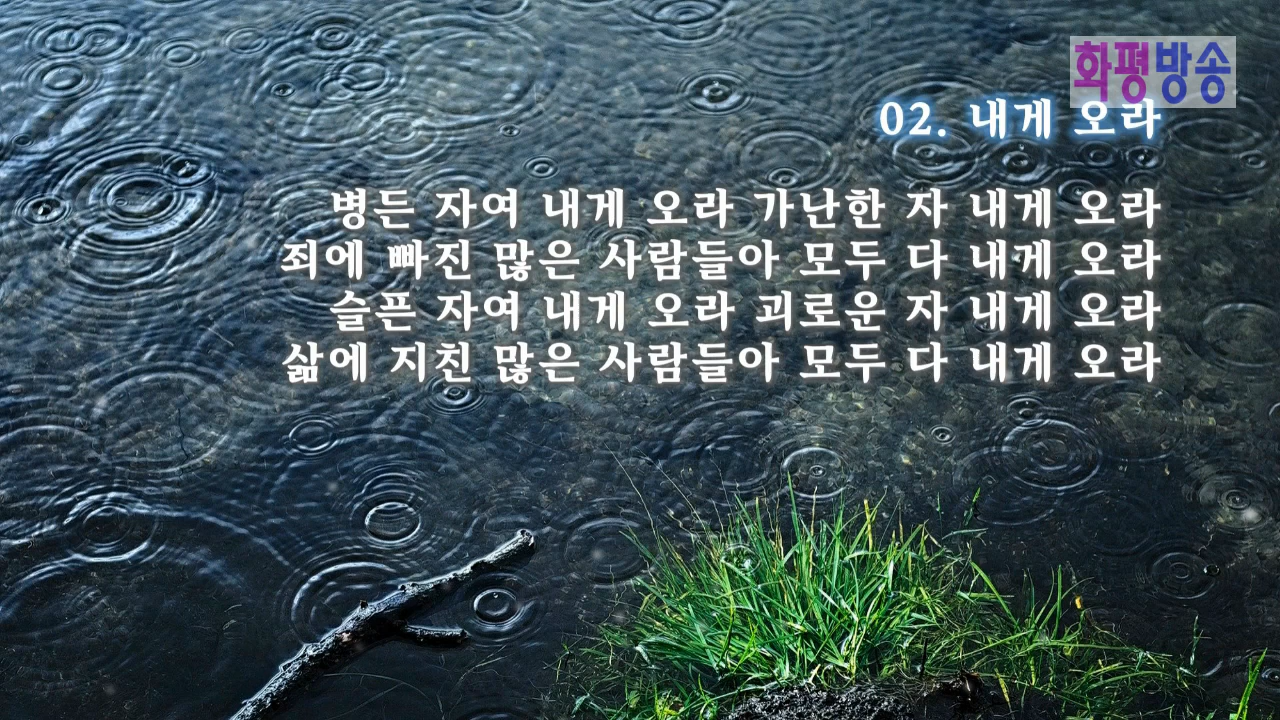 화평방송
02. 내게 오라
병든 자여 내게 오라 가난한 자 내게 오라
죄에 빠진 많은 사람들아 모두 다 내게 오라
슬픈 자여 내게 오라 괴로운 자 내게 오라
삶에 지친 많은 사람들아 모두 다 내게 오라